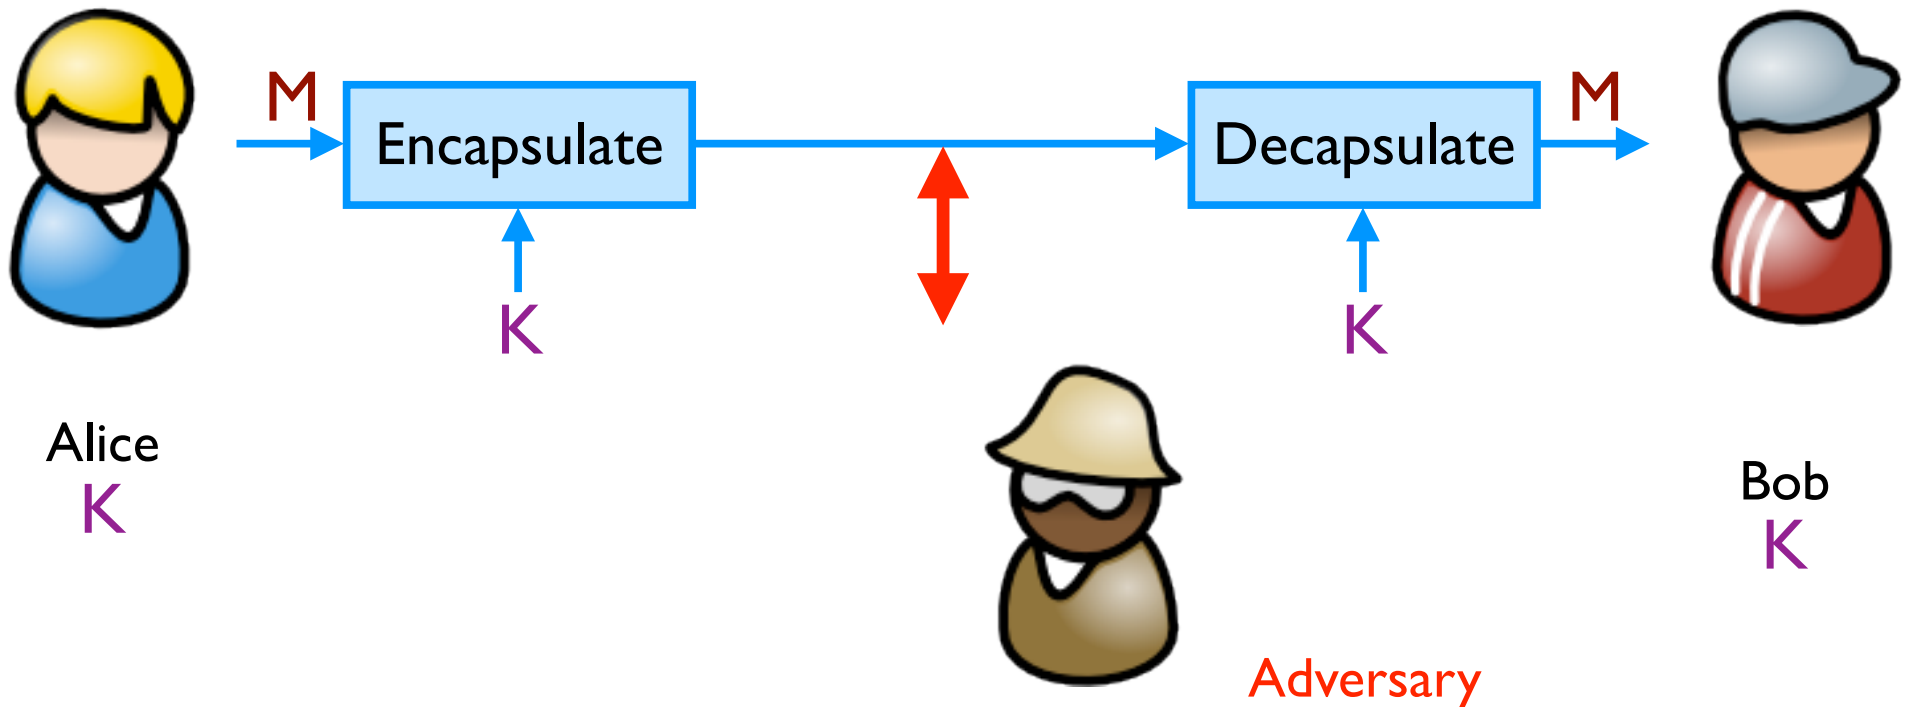 M
Encapsulate
Decapsulate
M
K
K
Alice
K
Bob
K
Adversary